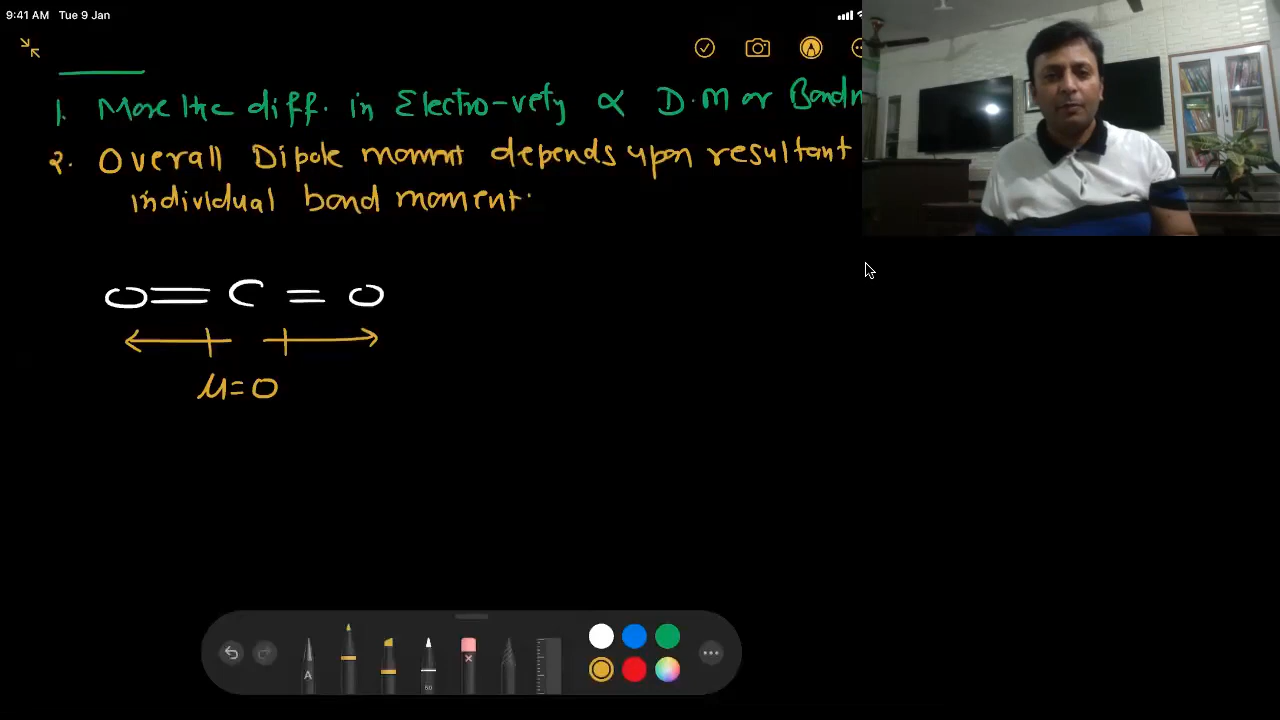 9:41 AM Tue 9 Jan
1. More the diff. in Electro-vety ∝ D.M or Bond
2. Overall Dipole moment depends upon resultant
individual bond moment.
O=C=O
μ=0
A
50